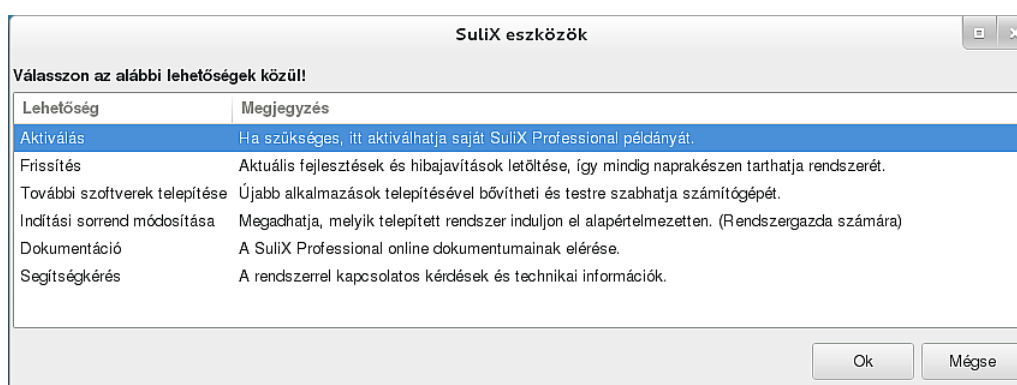 SuliX eszközök
Válasszon az alábbi lehetőségek közül!
Lehetőség Megjegyzés
Aktiválás Ha szükséges, itt aktiválhatja saját SuliX Professional példányát.
Frissítés Aktuális fejlesztések és hibajavítások letöltése, így mindig naprakészen tarthatja rendszerét.
További szoftverek telepítése Újabb alkalmazások telepítésével bővítheti és testre szabhatja számítógépét.
Indítási sorrend módosítása Megadhatja, melyik telepített rendszer induljon el alapértelmezetten. (Rendszergazda számára)
Dokumentáció A SuliX Professional online dokumentumainak elérése.
Segítségkérés A rendszerrel kapcsolatos kérdések és technikai információk.
Ok Mégse